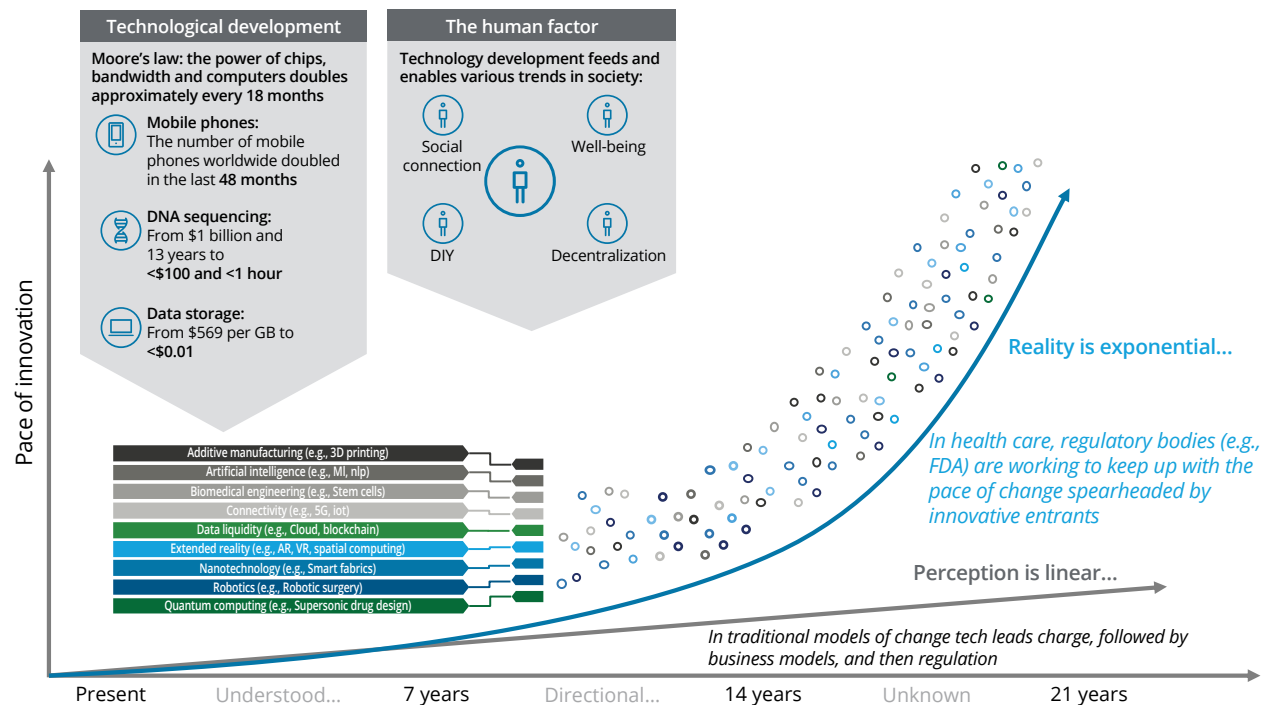 Technological development
Moore's law: the power of chips,
bandwidth and computers doubles
approximately every 18 months
Mobile phones:
The number of mobile
phones worldwide doubled
in the last 48 months
DNA sequencing:
From $1 billion and
13 years to
<$100 and <1 hour
Data storage:
From $569 per GB to
<$0.01
The human factor
Technology development feeds and
enables various trends in society:
Social
connection
Well-being
DIY
Decentralization
Pace of innovation
Additive manufacturing (e.g., 3D printing)
Artificial intelligence (e.g., Ml, nlp)
Biomedical engineering (e.g., Stem cells)
Connectivity (e.g., 5G, iot)
Data liquidity (e.g., Cloud, blockchain)
Extended reality (e.g., AR, VR, spatial computing)
Nanotechnology (e.g., Smart fabrics)
Robotics (e.g., Robotic surgery)
Quantum computing (e.g., Supersonic drug design)
Reality is exponential...
In health care, regulatory bodies (e.g.,
FDA) are working to keep up with the
pace of change spearheaded by
innovative entrants
Perception is linear...
In traditional models of change tech leads charge, followed by
business models, and then regulation
Present
Understood...
7 years
Directional...
14 years
Unknown
21 years